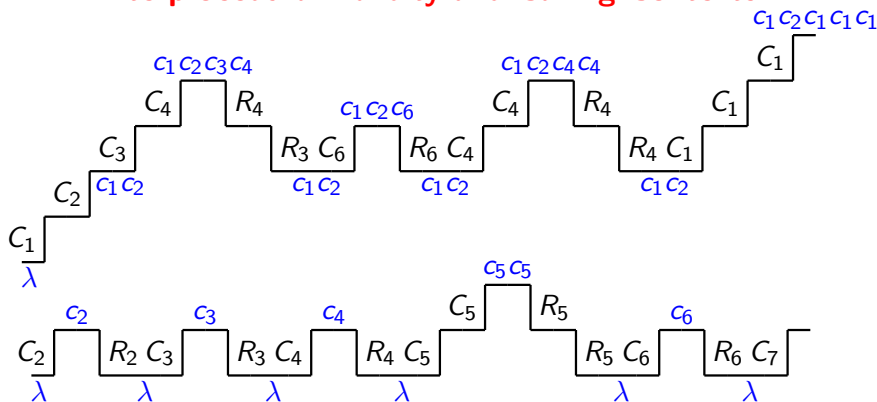 c₁c₂c₁c₁c₁
c₁c₂c₃c₄ c₁c₂c₄c₄ C₁
C₄ R₄ c₁c₂c₆ C₄ R₄ C₁
C₃ R₃ C₆ R₆ C₄ R₄ C₁
C₂ c₁c₂ c₁c₂ c₁c₂ c₁c₂
C₁
λ
c₅c₅
c₂ c₃ c₄ C₅ R₅ c₆
C₂ R₂ C₃ R₃ C₄ R₄ C₅ R₅ C₆ R₆ C₇
λ λ λ λ λ λ